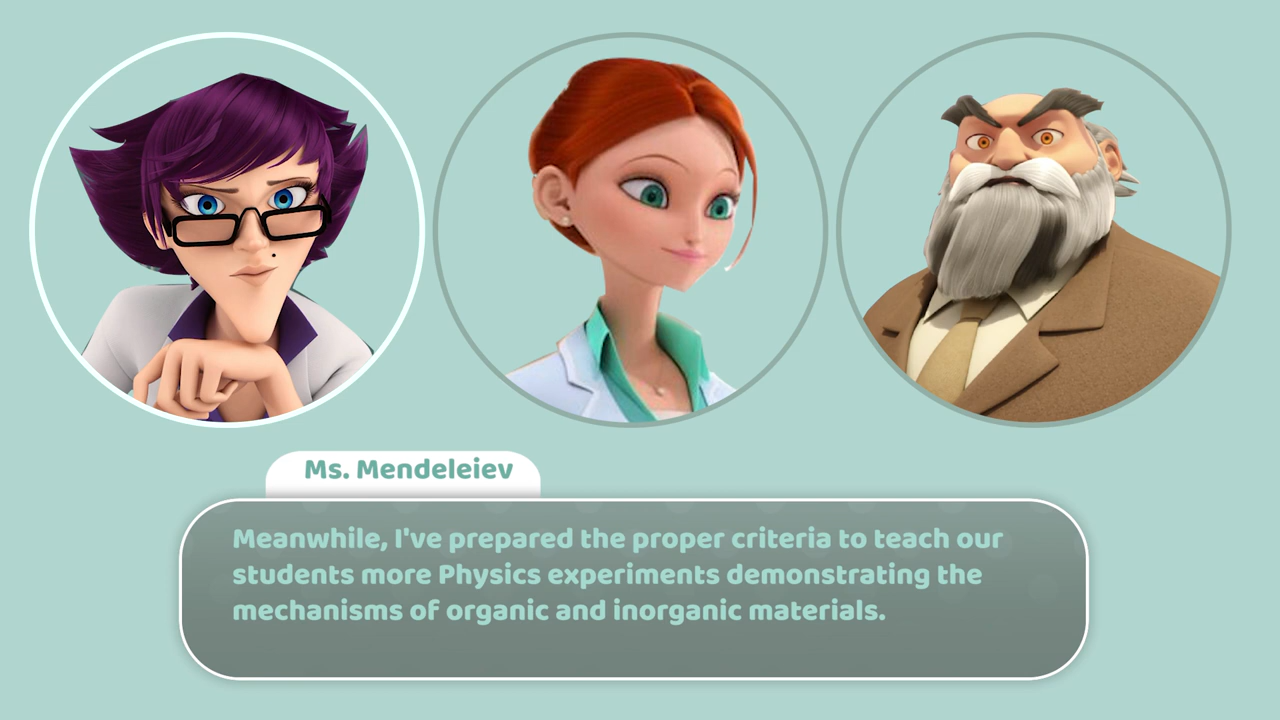 Ms. Mendeleiev
Meanwhile, I've prepared the proper criteria to teach our
students more Physics experiments demonstrating the
mechanisms of organic and inorganic materials.